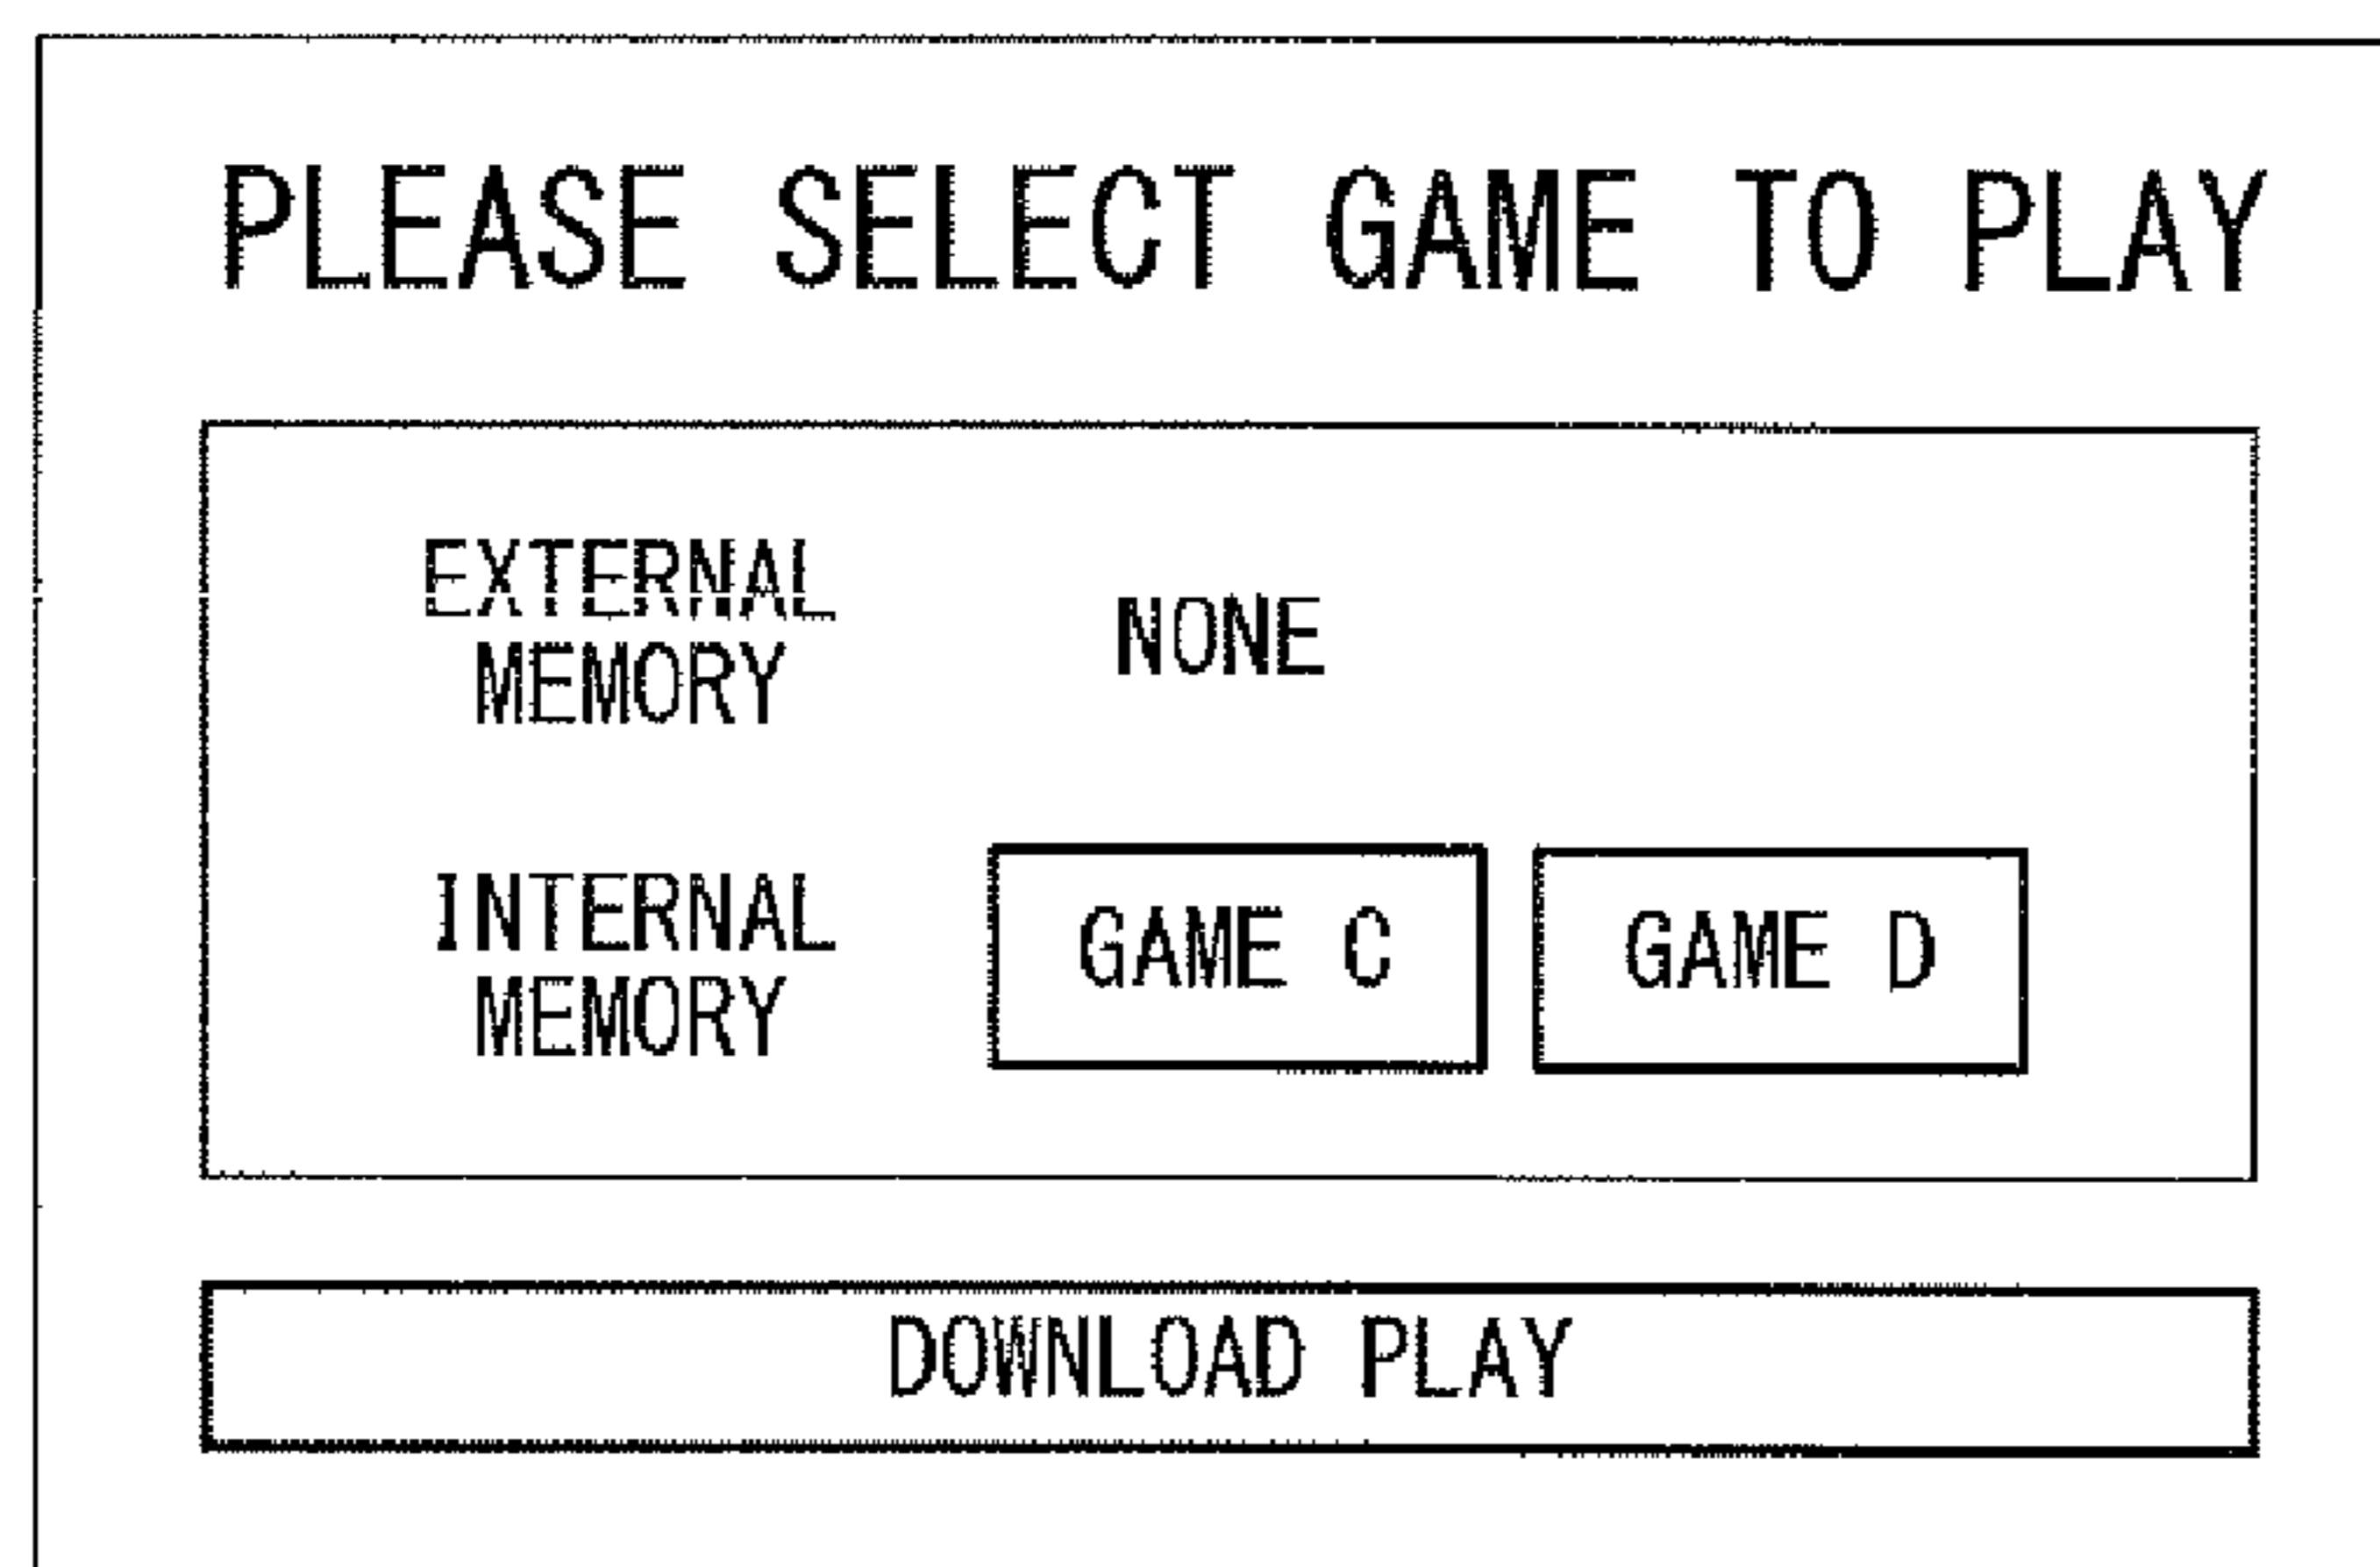 PLEASE SELECT GAME TO PLAY
EXTERNAL
MEMORY
NONE
INTERNAL
MEMORY
GAME C
GAME D
DOWNLOAD PLAY